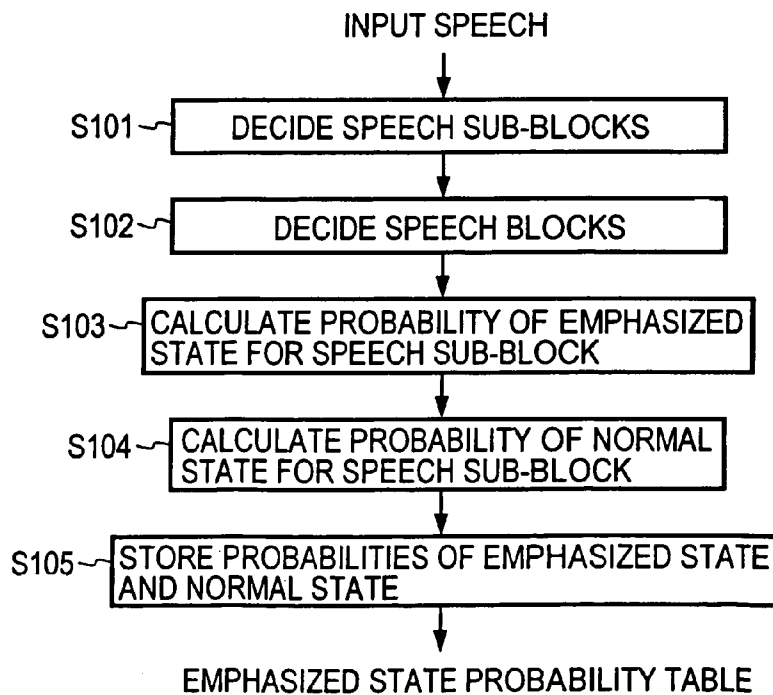 INPUT SPEECH
S101 DECIDE SPEECH SUB-BLOCKS
S102 DECIDE SPEECH BLOCKS
S103 CALCULATE PROBABILITY OF EMPHASIZED
STATE FOR SPEECH SUB-BLOCK
S104 CALCULATE PROBABILITY OF NORMAL
STATE FOR SPEECH SUB-BLOCK
S105 STORE PROBABILITIES OF EMPHASIZED STATE
AND NORMAL STATE
EMPHASIZED STATE PROBABILITY TABLE